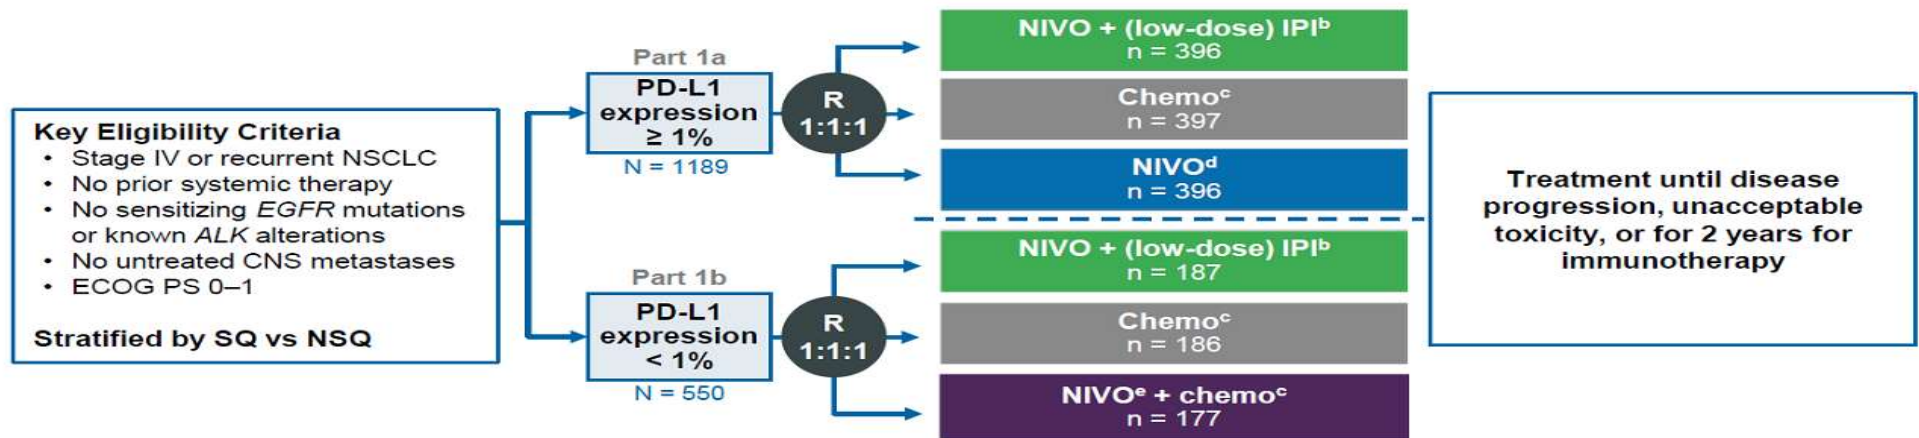 Key Eligibility Criteria
• Stage IV or recurrent NSCLC
• No prior systemic therapy
• No sensitizing EGFR mutations
or known ALK alterations
• No untreated CNS metastases
• ECOG PS 0–1
Stratified by SQ vs NSQ
Part 1a
PD-L1
expression
≥ 1%
N = 1189
R
1:1:1
NIVO + (low-dose) IPIᵇ
n = 396
Chemoᶜ
n = 397
NIVOᵈ
n = 396
Part 1b
PD-L1
expression
< 1%
N = 550
R
1:1:1
NIVO + (low-dose) IPIᵇ
n = 187
Chemoᶜ
n = 186
NIVOᵉ + chemoᶜ
n = 177
Treatment until disease
progression, unacceptable
toxicity, or for 2 years for
immunotherapy